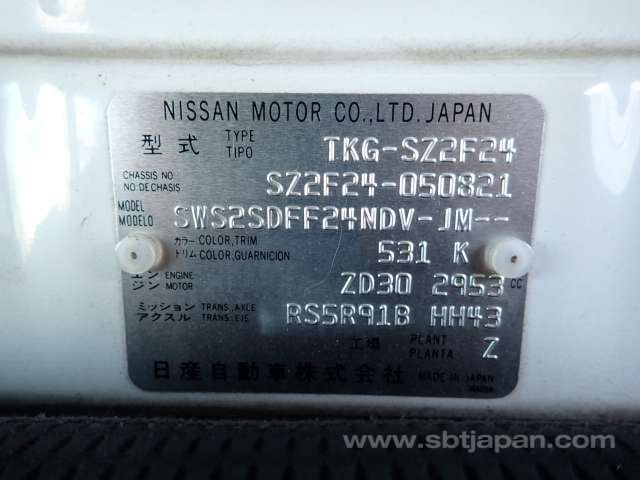 NISSAN MOTOR CO.,LTD. JAPAN
型式 TYPE TIPO TKG-SZ2F24
CHASSIS NO. NO DECHASIS SZ2F24-050821
MODEL MODELO SWS2SDFF24NDV-JM--
カラー COLOR,TRIM
トリム COLOR,GUARNICION 531 K
エンジン ENGINE MOTOR ZD30 2953 CC
ミッション TRANS.,AXLE
アクスル TRANS.,EJE RS5R91B HH43
工場 PLANT PLANTA Z
日産自動車株式会社 MADE IN JAPAN
www.sbtjapan.com